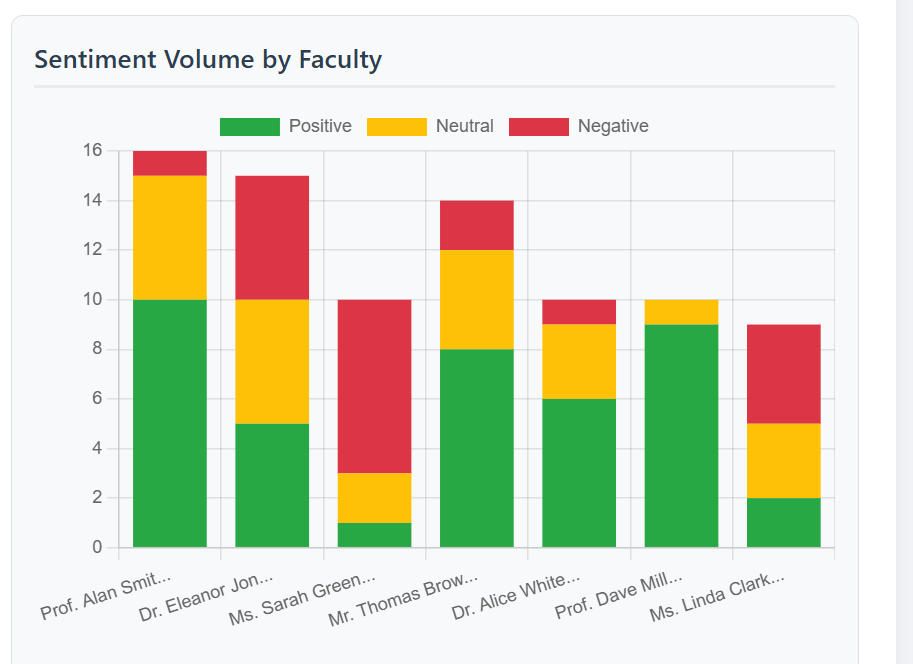 Sentiment Volume by Faculty
Positive Neutral Negative
16
14
12
10
8
6
4
2
0
Prof. Alan Smit...
Dr. Eleanor Jon...
Ms. Sarah Green...
Mr. Thomas Brow...
Dr. Alice White...
Prof. Dave Mill...
Ms. Linda Clark...